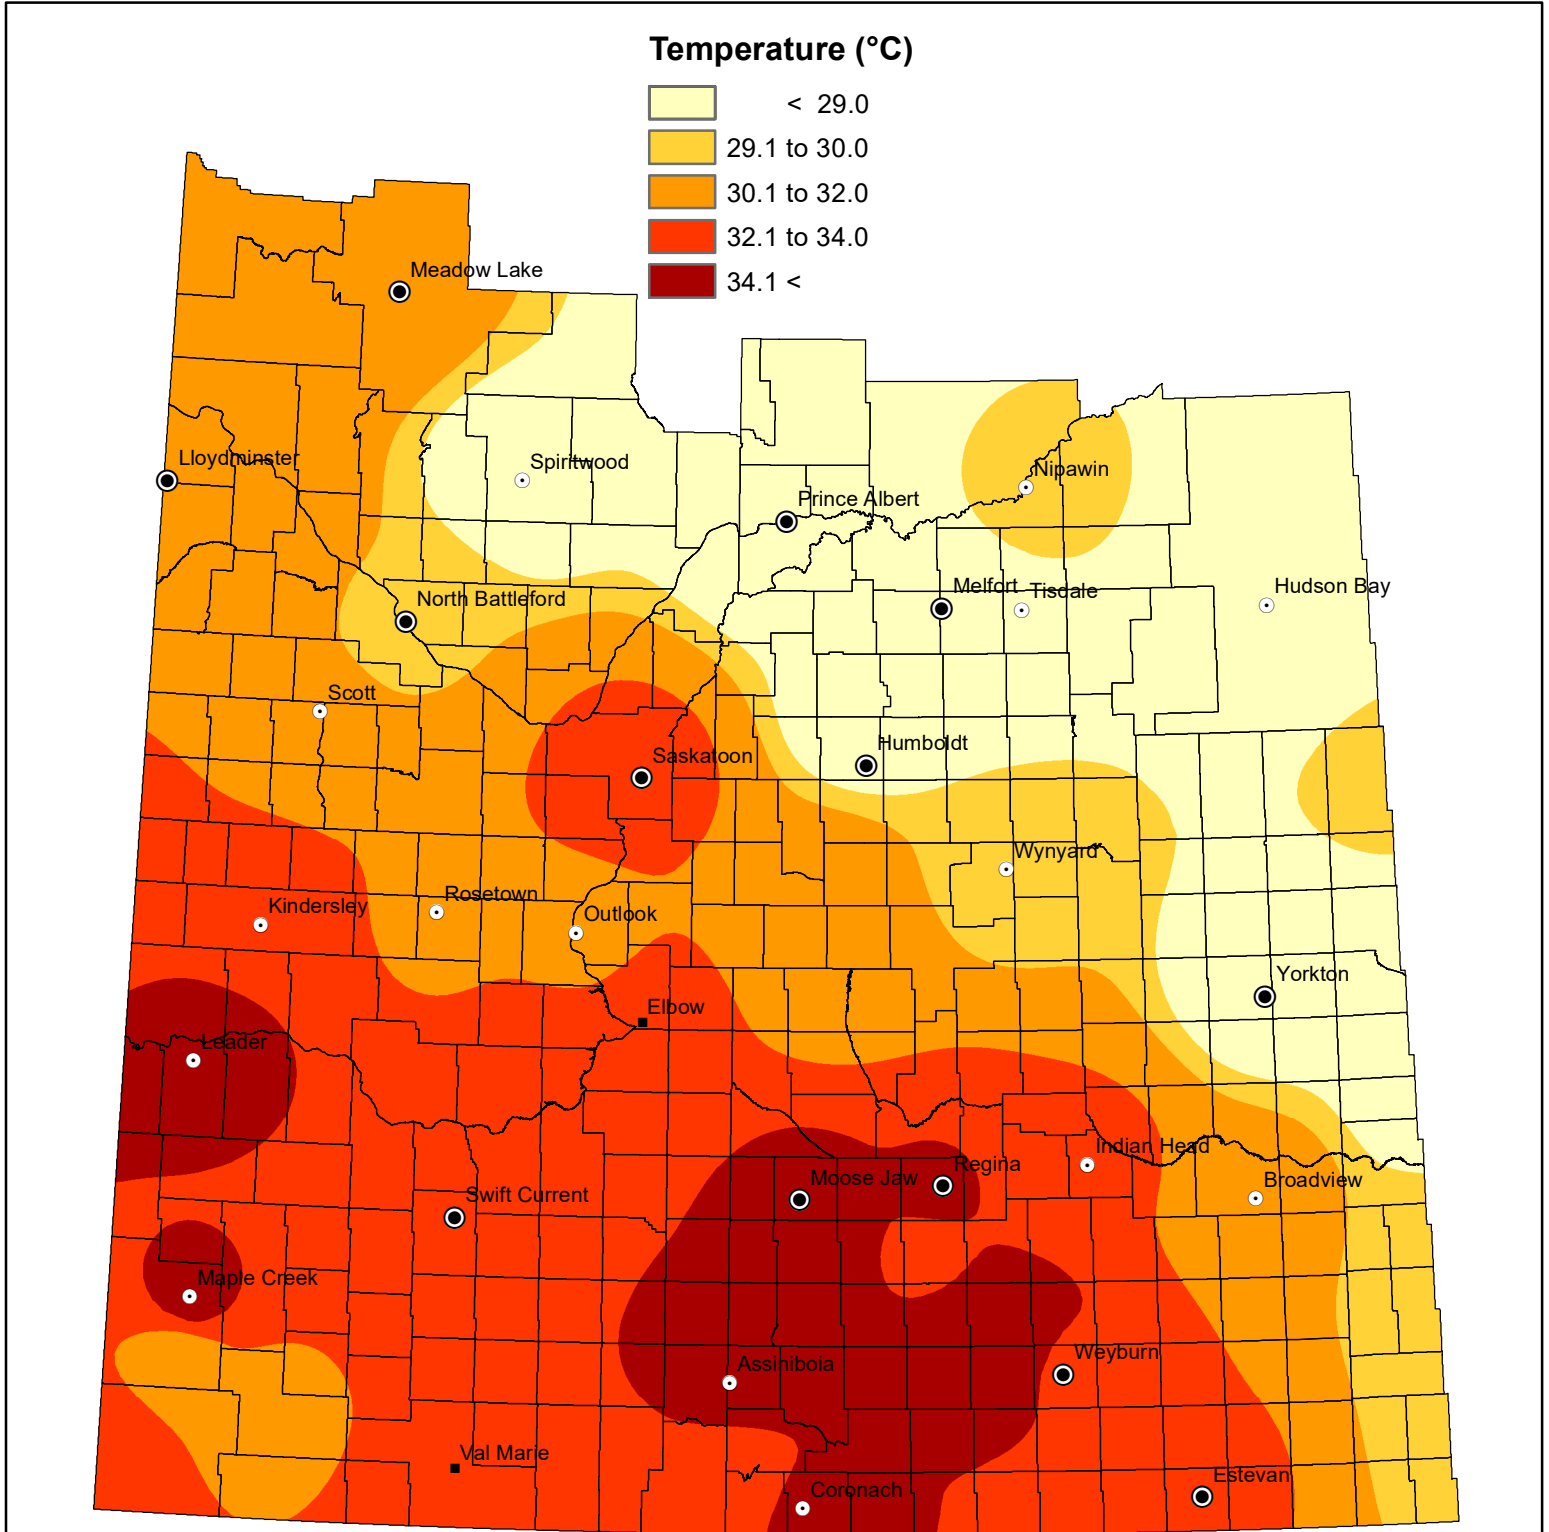 Temperature (°C)
< 29.0
29.1 to 30.0
30.1 to 32.0
32.1 to 34.0
34.1 <
Meadow Lake
Lloydminster
Spiritwood
Nipawin
Prince Albert
North Battleford
Melfort
Tisdale
Hudson Bay
Scott
Saskatoon
Humboldt
Wynyard
Kindersley
Rosetown
Outlook
Yorkton
Elbow
Leader
Indian Head
Moose Jaw
Regina
Broadview
Swift Current
Maple Creek
Assiniboia
Weyburn
Val Marie
Coronach
Estevan